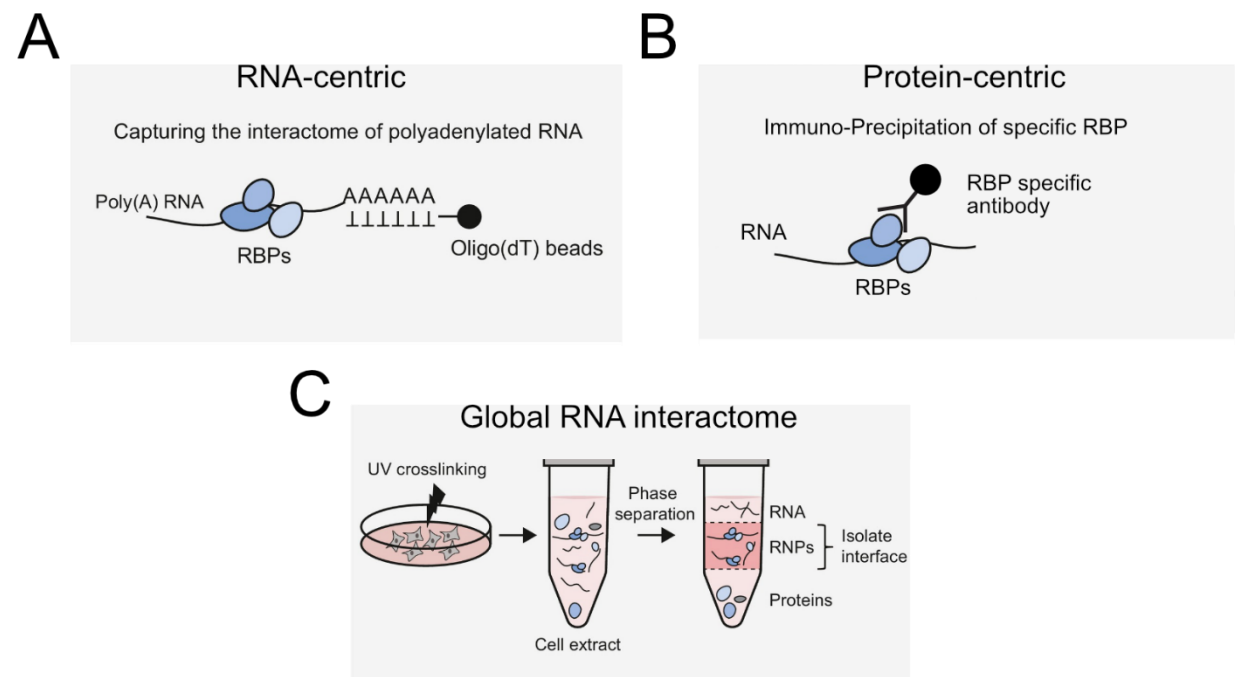 A
RNA-centric
Capturing the interactome of polyadenylated RNA
Poly(A) RNA
AAAAAA
TTTTTT
RBPs
Oligo(dT) beads
B
Protein-centric
Immuno-Precipitation of specific RBP
RBP specific
antibody
RNA
RBPs
C
Global RNA interactome
UV crosslinking
Cell extract
Phase
separation
RNA
RNPs
Isolate
interface
Proteins